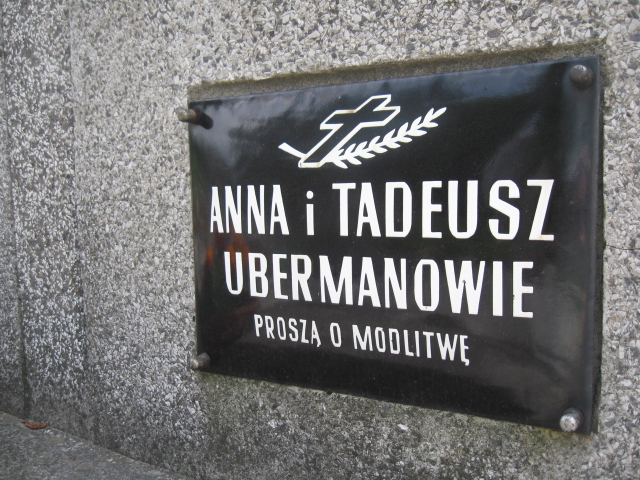 ANNA i TADEUSZ
UBERMANOWIE
PROSZĄ O MODLITWĘ